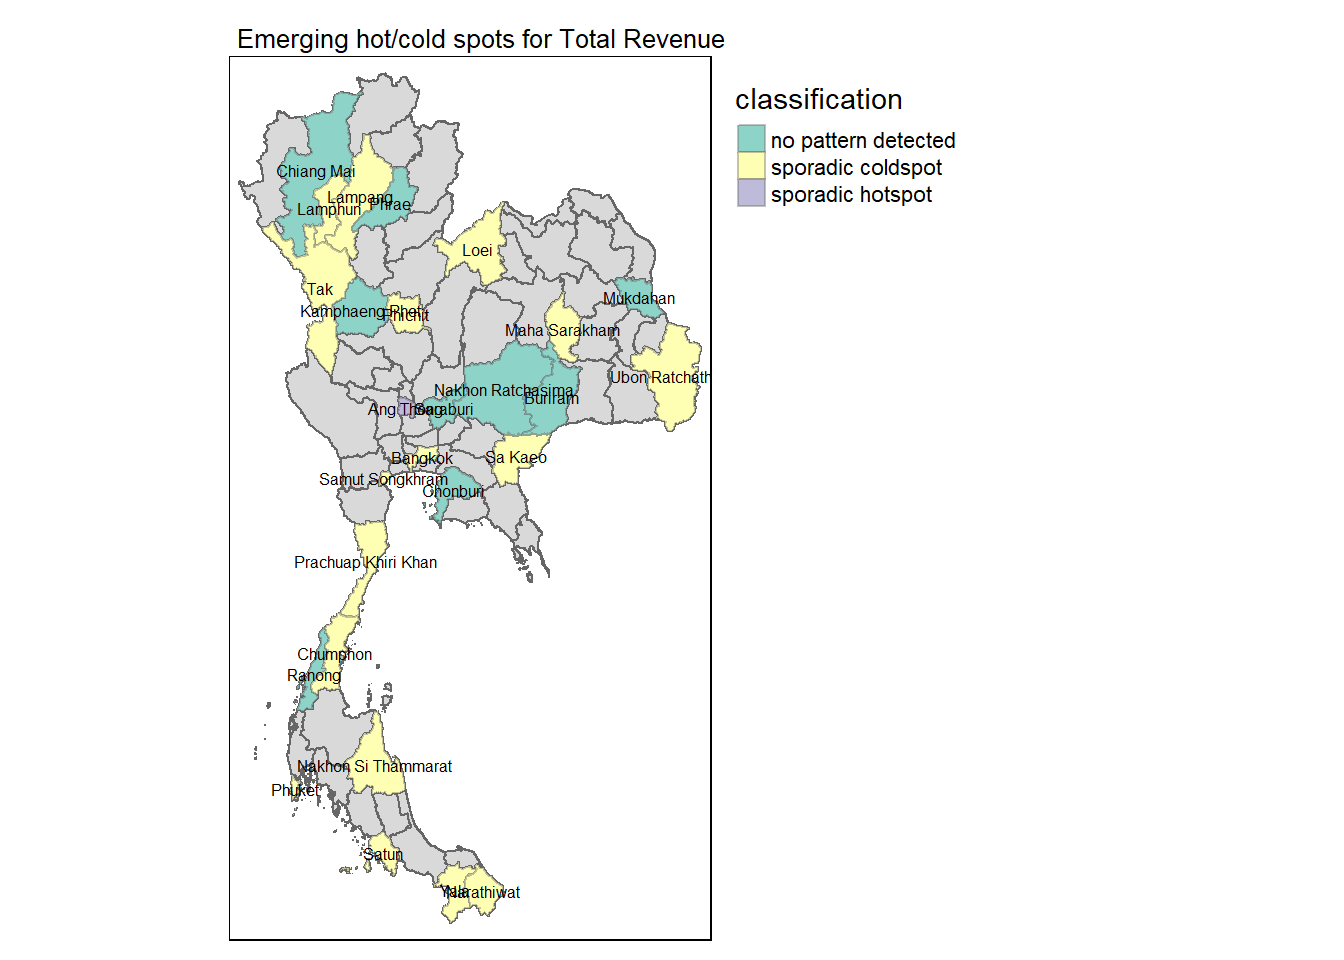 Emerging hot/cold spots for Total Revenue
classification
no pattern detected
sporadic coldspot
sporadic hotspot
Chiang Mai
Lampang
Lamphun
Phrae
Loei
Tak
Kamphaeng Phet
Phichit
Mukdahan
Maha Sarakham
Ubon Ratchath
Nakhon Ratchasima
Buriram
Ang Thong
Saraburi
Bangkok
Sa Kaeo
Samut Songkhram
Chonburi
Prachuap Khiri Khan
Chumphon
Ranong
Nakhon Si Thammarat
Phuket
Satun
Yala
Narathiwat